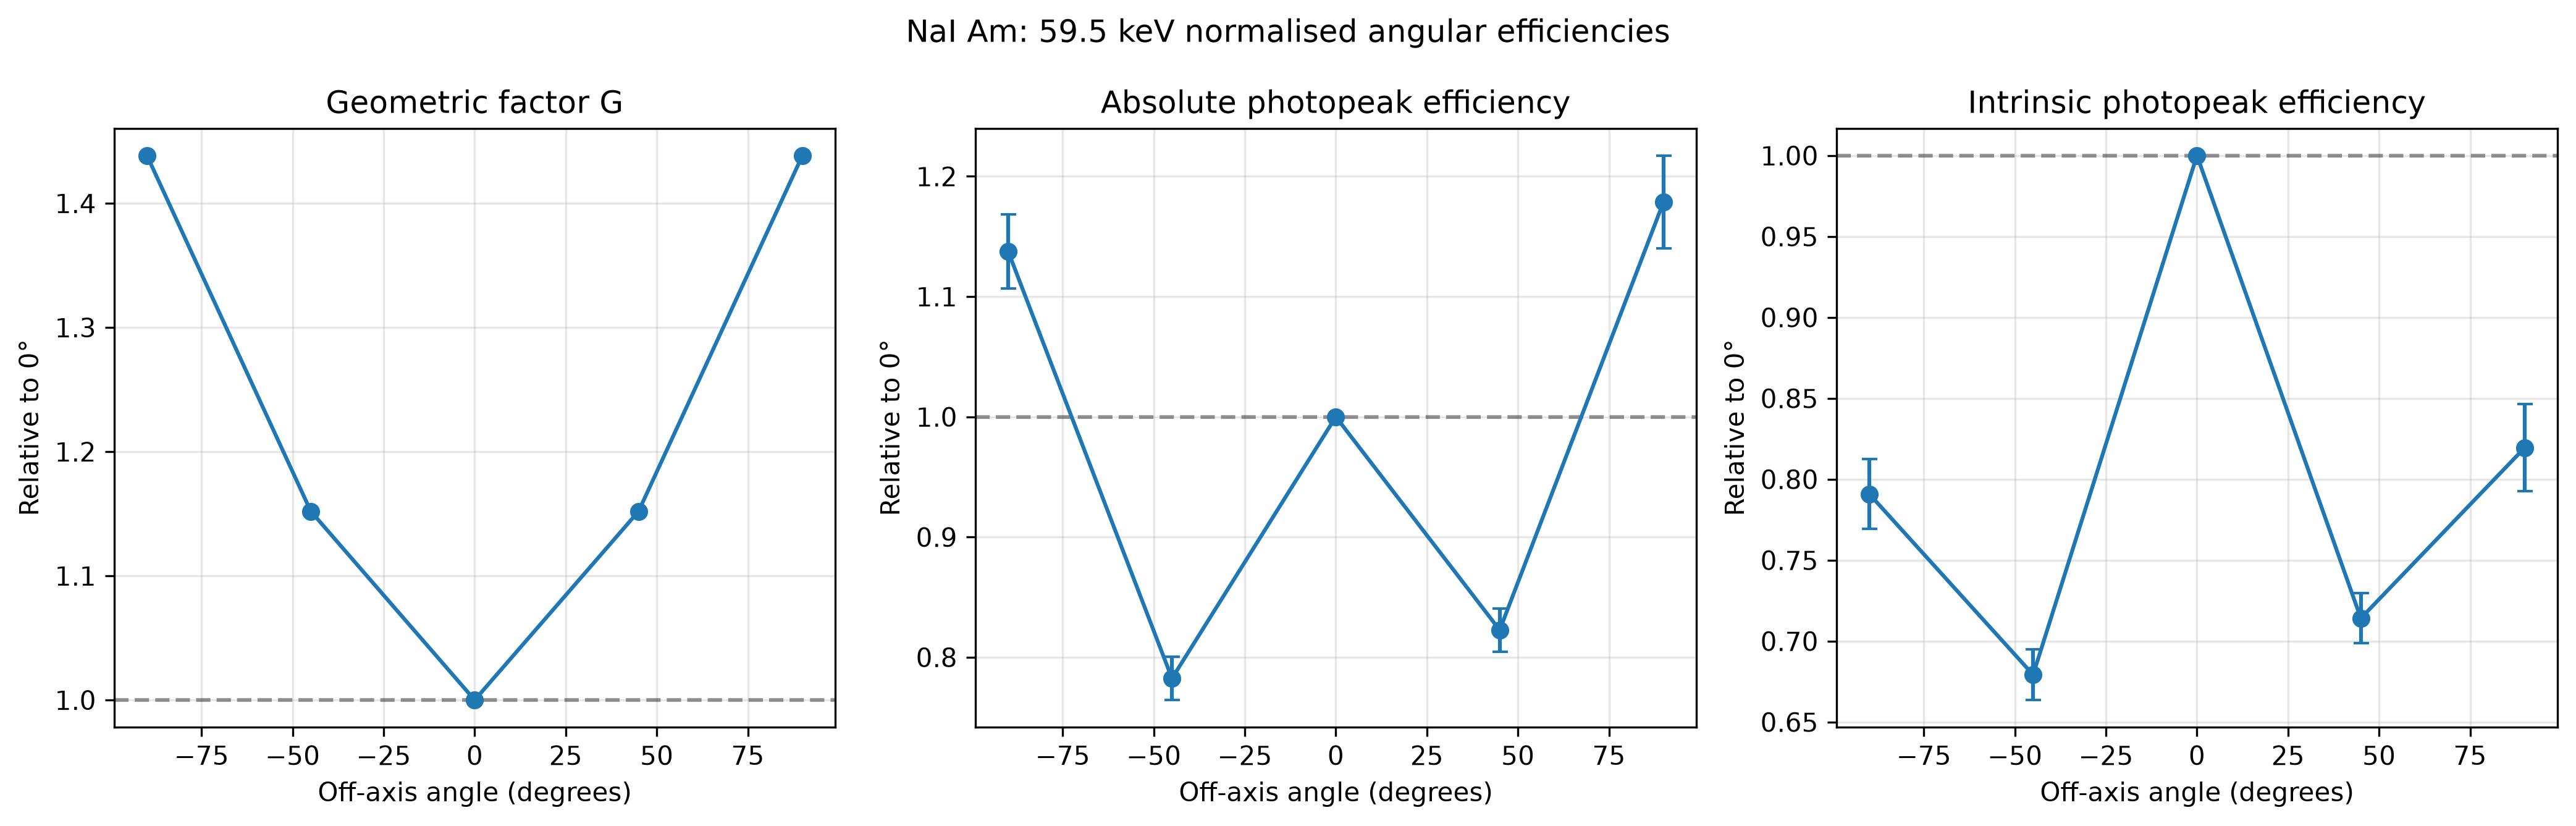 NaI Am: 59.5 keV normalised angular efficiencies
Geometric factor G
Relative to 0°
1.4
1.3
1.2
1.1
1.0
−75 −50 −25 0 25 50 75
Off-axis angle (degrees)
Absolute photopeak efficiency
Relative to 0°
1.2
1.1
1.0
0.9
0.8
−75 −50 −25 0 25 50 75
Off-axis angle (degrees)
Intrinsic photopeak efficiency
Relative to 0°
1.00
0.95
0.90
0.85
0.80
0.75
0.70
0.65
−75 −50 −25 0 25 50 75
Off-axis angle (degrees)